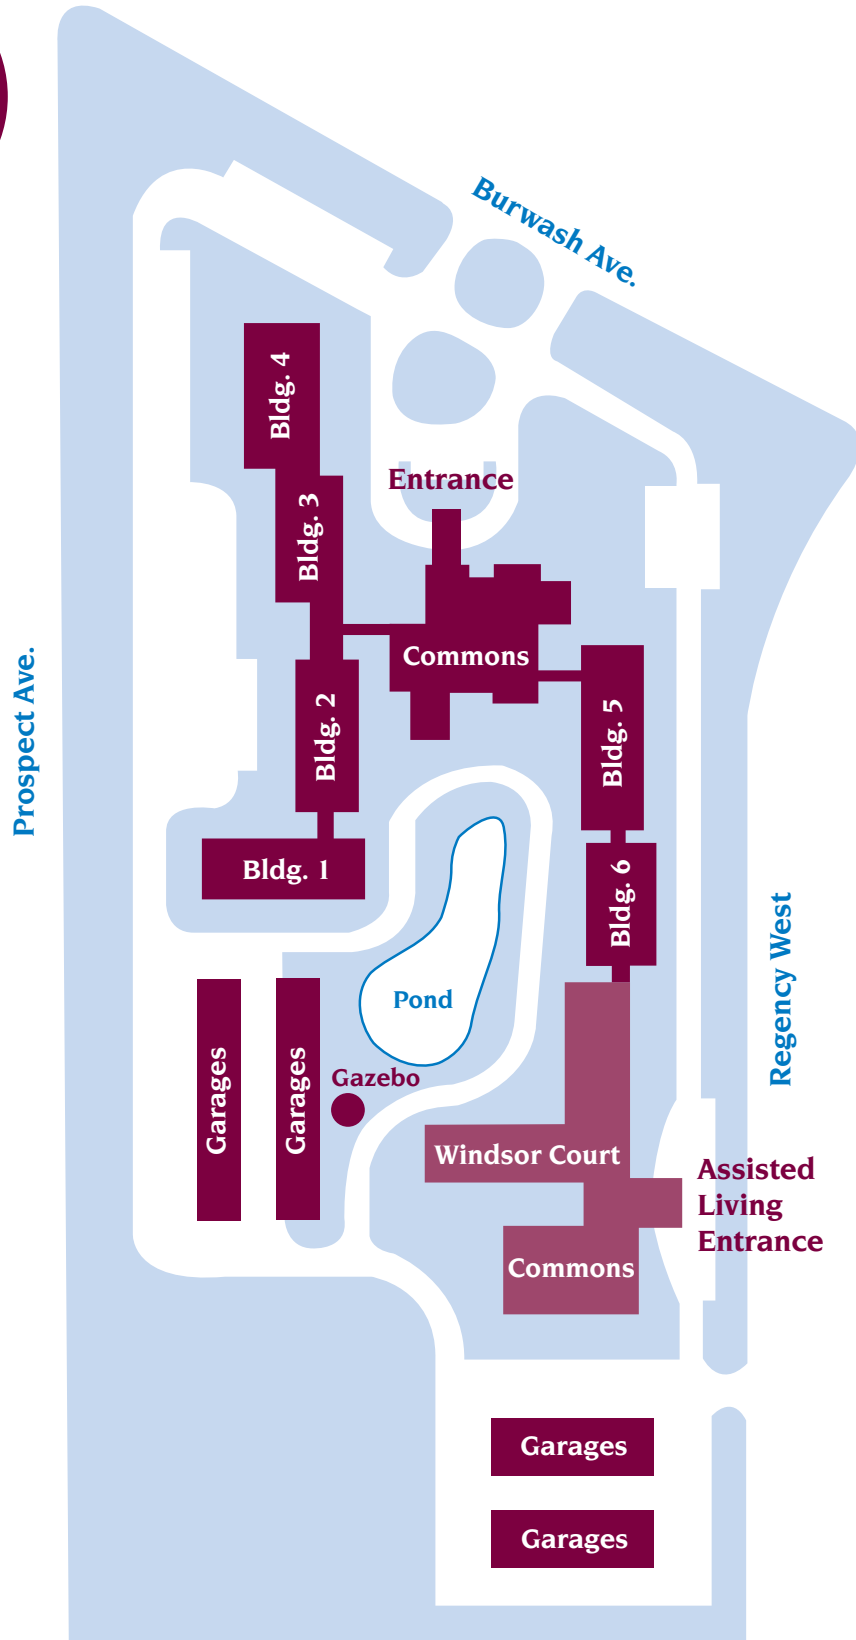 Burwash Ave.
Bldg. 4
Entrance
Bldg. 3
Commons
Prospect Ave.
Bldg. 2
Bldg. 5
Bldg. 1
Bldg. 6
Regency West
Pond
Gazebo
Garages
Garages
Windsor Court
Assisted
Living
Entrance
Commons
Garages
Garages